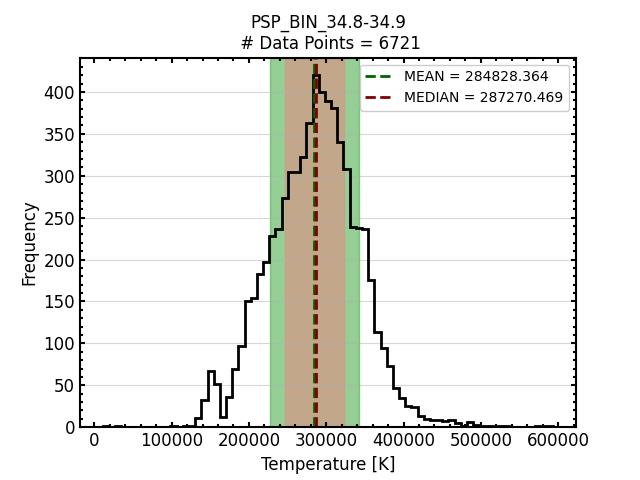 PSP_BIN_34.8-34.9
# Data Points = 6721
MEAN = 284828.364
MEDIAN = 287270.469
Frequency
400
350
300
250
200
150
100
50
0
0 100000 200000 300000 400000 500000 600000
Temperature [K]